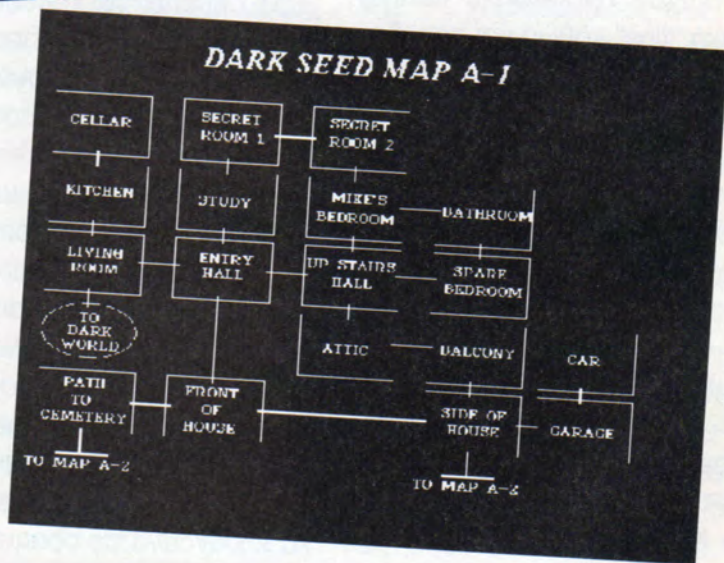 DARK SEED MAP A-1
CELLAR
SECRET
ROOM 1
SECRET
ROOM 2
KITCHEN
STUDY
MIKE'S
BEDROOM
BATHROOM
LIVING
ROOM
ENTRY
HALL
UP STAIRS
HALL
SPARE
BEDROOM
TO
DARK
WORLD
ATTIC
BALCONY
CAR
PATH
TO
CEMETERY
FRONT
OF
HOUSE
SIDE OF
HOUSE
GARAGE
TO MAP A-2
TO MAP A-2